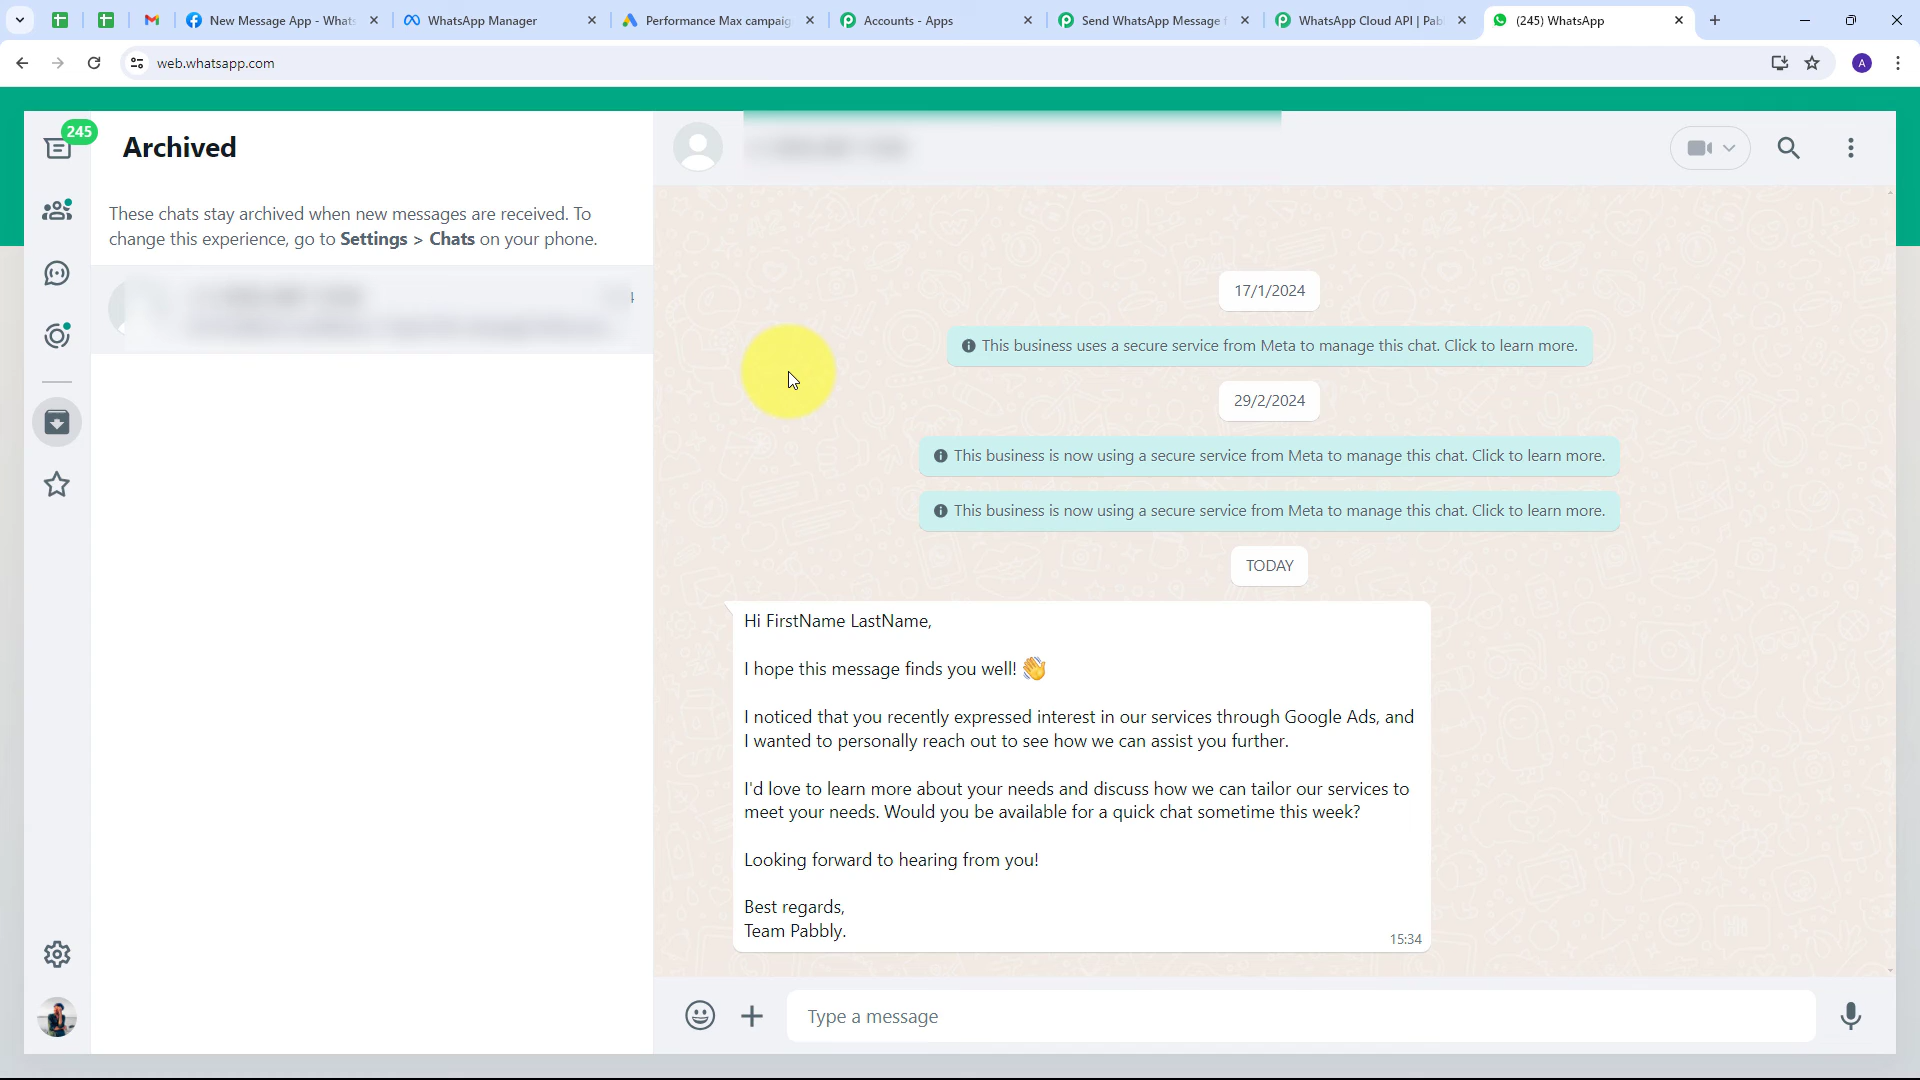 New Message App - Whats
WhatsApp Manager
Performance Max campaig
Accounts - Apps
Send WhatsApp Message f
WhatsApp Cloud API | Pab
(245) WhatsApp
web.whatsapp.com
A
245
Archived
These chats stay archived when new messages are received. To
change this experience, go to Settings > Chats on your phone.
17/1/2024
This business uses a secure service from Meta to manage this chat. Click to learn more.
29/2/2024
This business is now using a secure service from Meta to manage this chat. Click to learn more.
This business is now using a secure service from Meta to manage this chat. Click to learn more.
TODAY
Hi FirstName LastName,
I hope this message finds you well! 👋
I noticed that you recently expressed interest in our services through Google Ads, and
I wanted to personally reach out to see how we can assist you further.
I'd love to learn more about your needs and discuss how we can tailor our services to
meet your needs. Would you be available for a quick chat sometime this week?
Looking forward to hearing from you!
Best regards,
Team Pabbly.
15:34
Type a message